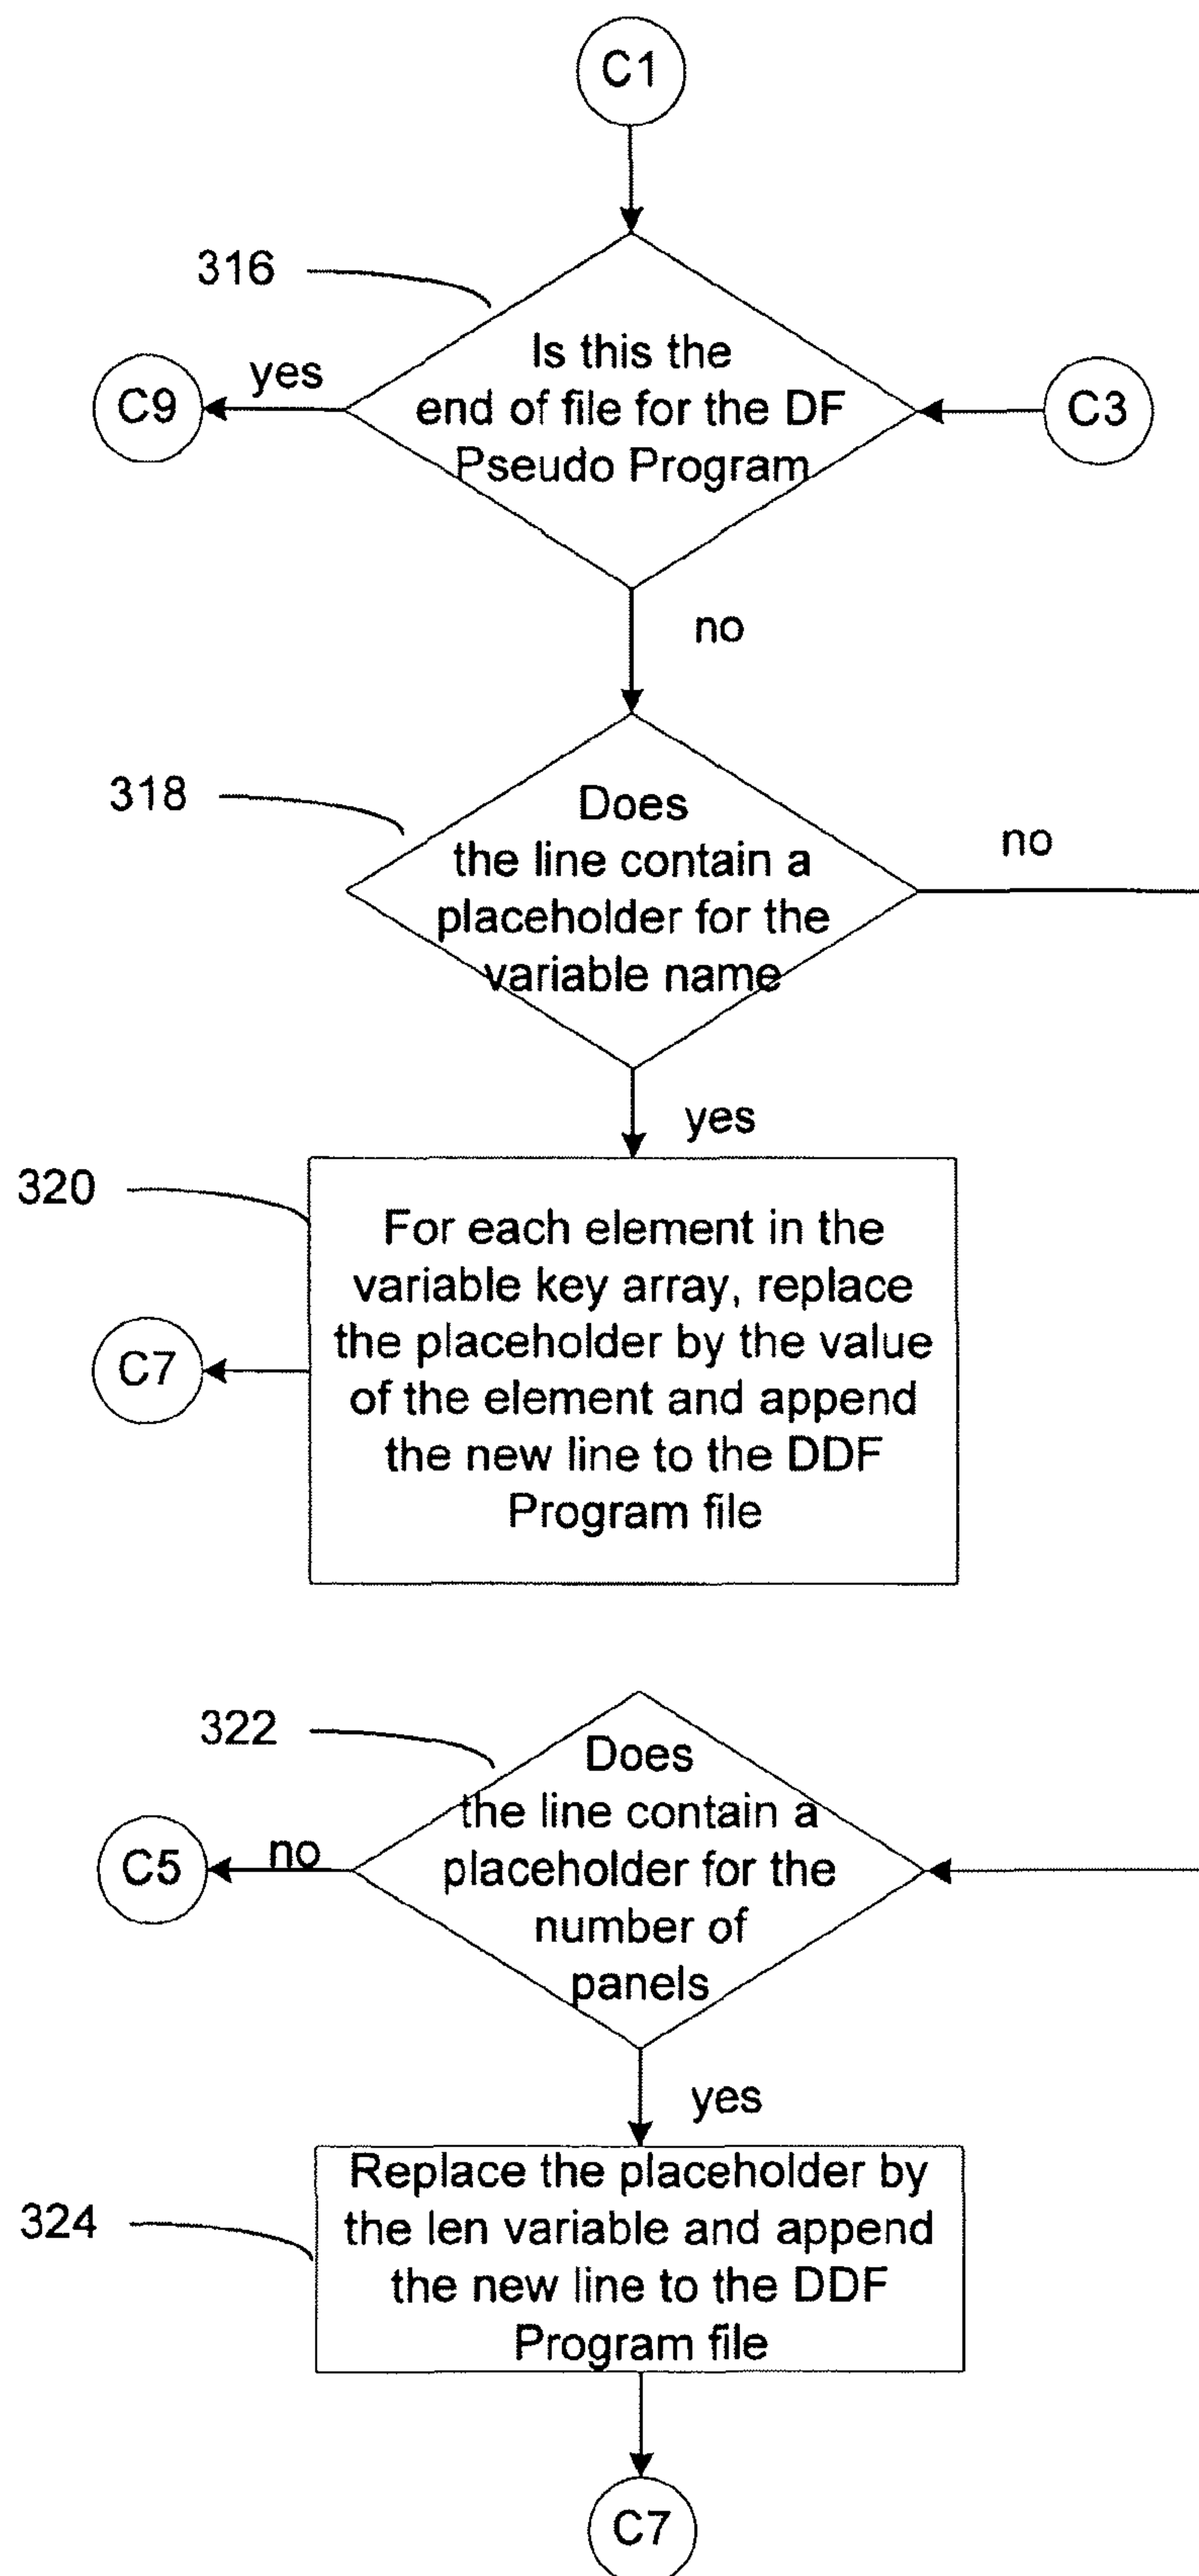 C1
316
Is this the
end of file for the DF
Pseudo Program
yes
C9
C3
no
318
Does
the line contain a
placeholder for the
variable name
no
yes
320
For each element in the
variable key array, replace
the placeholder by the value
of the element and append
the new line to the DDF
Program file
C7
322
Does
the line contain a
placeholder for the
number of
panels
no
C5
yes
324
Replace the placeholder by
the len variable and append
the new line to the DDF
Program file
C7